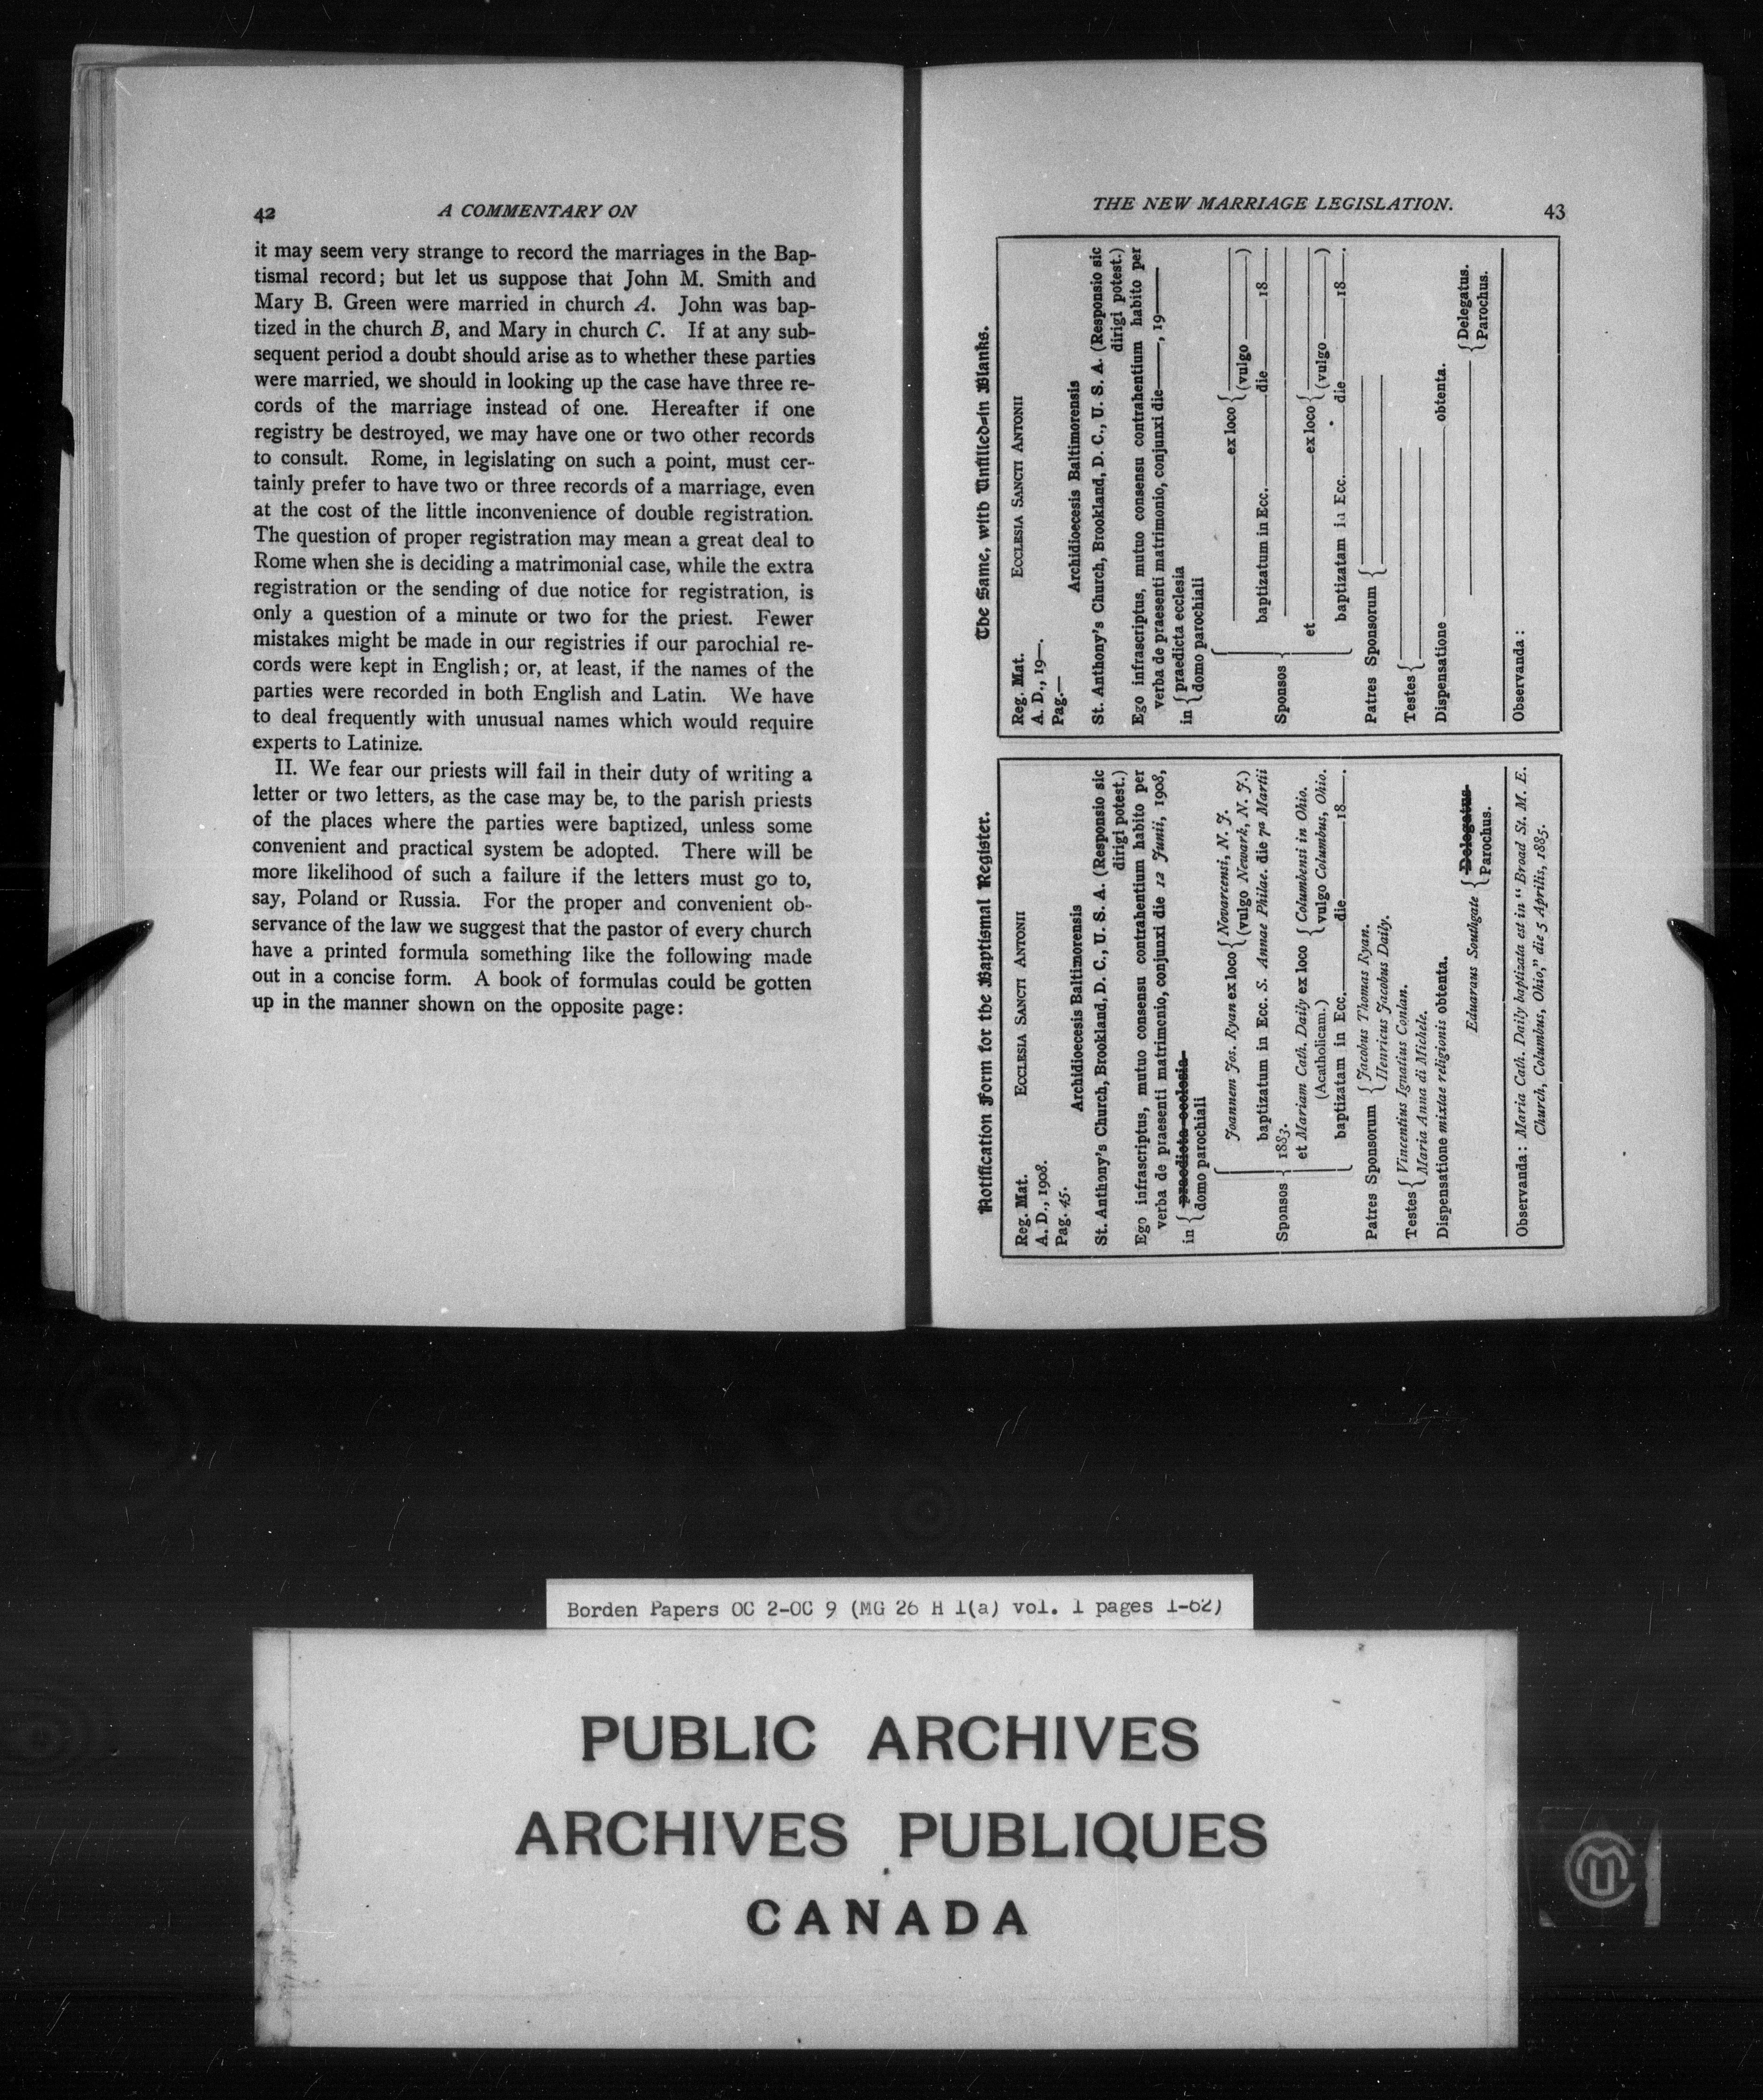 42
A COMMENTARY ON
it may seem very strange to record the marriages in the Bap-
tismal record; but let us suppose that John M. Smith and
Mary B. Green were married in church A. John was bap-
tized in the church B, and Mary in church C. If at any sub-
sequent period a doubt should arise as to whether these parties
were married, we should in looking up the case have three re-
cords of the marriage instead of one. Hereafter if one
registry be destroyed, we may have one or two other records
to consult. Rome, in legislating on such a point, must cer-
tainly prefer to have two or three records of a marriage, even
at the cost of the little inconvenience of double registration.
The question of proper registration may mean a great deal to
Rome when she is deciding a matrimonial case, while the extra
registration or the sending of due notice for registration, is
only a question of a minute or two for the priest. Fewer
mistakes might be made in our registries if our parochial re-
cords were kept in English; or, at least, if the names of the
parties were recorded in both English and Latin. We have
to deal frequently with unusual names which would require
experts to Latinize.
II. We fear our priests will fail in their duty of writing a
letter or two letters, as the case may be, to the parish priests
of the places where the parties were baptized, unless some
convenient and practical system be adopted. There will be
more likelihood of such a failure if the letters must go to,
say, Poland or Russia. For the proper and convenient ob-
servance of the law we suggest that the pastor of every church
have a printed formula something like the following made
out in a concise form. A book of formulas could be gotten
up in the manner shown on the opposite page:
THE NEW MARRIAGE LEGISLATION.
43
Notification Form for the Baptismal Register.
Reg. Mat.
ECCLESIA SANCTI ANTONII
A. D., 1908.
Pag. 45.
Archidioecesis Baltimorensis
St. Anthony's Church, Brookland, D. C., U. S. A. (Responsio sic
dirigi potest.)
Ego infrascriptus, mutuo consensu contrahentium habito per
verba de praesenti matrimonio, conjunxi die 12 Junii, 1908,
in { praedicta ecclesia
domo parochiali
Joannem Jos. Ryan ex loco { Novarcensi, N. J.
(vulgo Newark, N. J.)
baptizatum in Ecc. S. Annae Philae. die 7a Martii
Sponsos { 1883.
et Mariam Cath. Daily ex loco { Columbensi in Ohio.
(Acatholicam.) (vulgo Columbus, Ohio.
baptizatam in Ecc.——die——18—.
Patres Sponsorum { Jacobus Thomas Ryan.
Henricus Jacobus Daily.
Testes { Vincentius Ignatius Conlan.
Maria Anna di Michele.
Dispensatione mixtae religionis obtenta.
Eduaraus Southgate { Delegatus
Parochus.
Observanda: Maria Cath. Daily baptizata est in "Broad St. M. E.
Church, Columbus, Ohio," die 5 Aprilis, 1885.
The Same, with Unfilled-in Blanks.
Reg. Mat.
ECCLESIA SANCTI ANTONII
A. D., 19—.
Pag.—
Archidioecesis Baltimorensis
St. Anthony's Church, Brookland, D. C., U. S. A. (Responsio sic
dirigi potest.)
Ego infrascriptus, mutuo consensu contrahentium habito per
verba de praesenti matrimonio, conjunxi die——, 19——
in { praedicta ecclesia
domo parochiali
———ex loco { ———
(vulgo ———)
baptizatum in Ecc.———die———18—.
Sponsos {
et ———ex loco { ———
(vulgo ———)
baptizatam in Ecc.———die———18—.
Patres Sponsorum { ———
Testes { ———
Dispensatione ——— obtenta.
——— { Delegatus.
Parochus.
Observanda:
Borden Papers OC 2-OC 9 (MG 26 H 1(a) vol. 1 pages 1-62)
PUBLIC ARCHIVES
ARCHIVES PUBLIQUES
CANADA